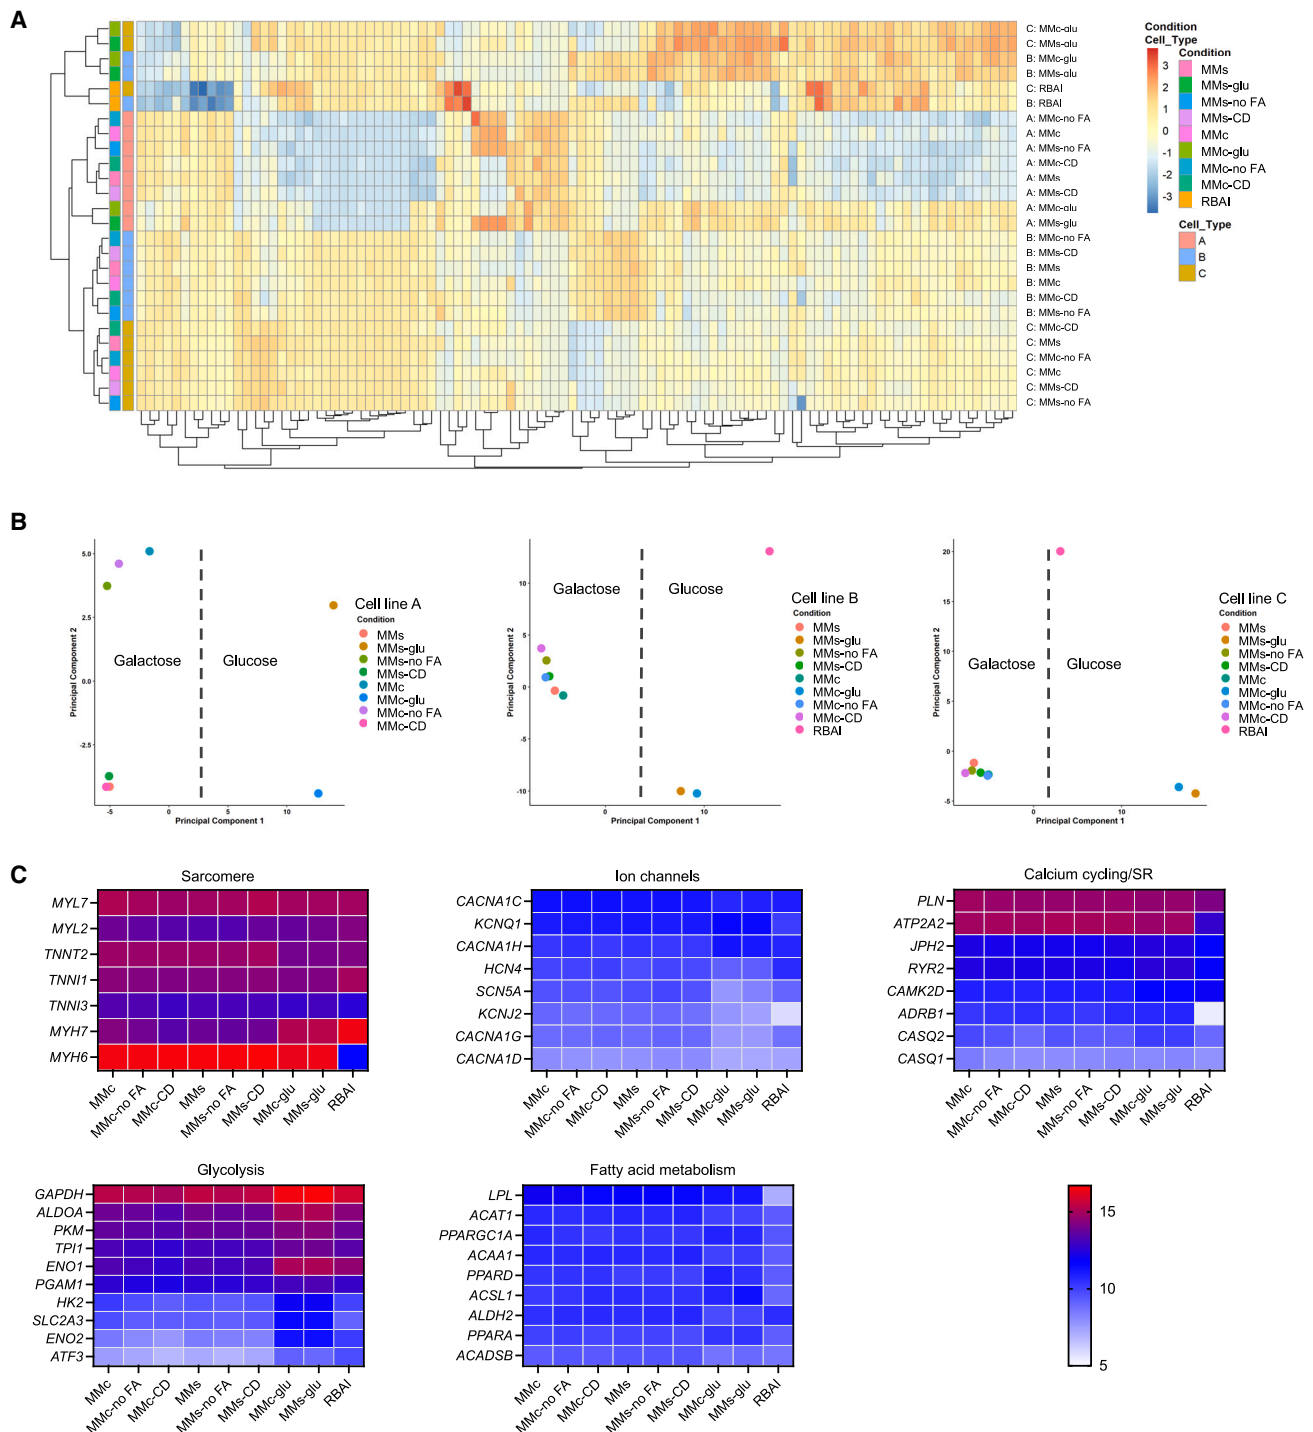 A
C: MMc-glu
C: MMs-glu
B: MMc-glu
B: MMs-glu
C: RBAI
B: RBAI
A: MMc-no FA
A: MMc
A: MMs-no FA
A: MMc-CD
A: MMs
A: MMs-CD
A: MMc-glu
A: MMs-glu
B: MMc-no FA
B: MMs-CD
B: MMs
B: MMc
B: MMc-CD
B: MMs-no FA
C: MMc-CD
C: MMs
C: MMc-no FA
C: MMc
C: MMs-CD
C: MMs-no FA
Condition
Cell_Type
3
2
1
0
-1
-2
-3
Condition
MMs
MMs-glu
MMs-no FA
MMs-CD
MMc
MMc-glu
MMc-no FA
MMc-CD
RBAI
Cell_Type
A
B
C
B
Principal Component 2
5.0
2.5
0.0
-2.5
Galactose
Glucose
-5
0
5
10
Principal Component 1
Cell line A
Condition
MMs
MMs-glu
MMs-no FA
MMs-CD
MMc
MMc-glu
MMc-no FA
MMc-CD
Principal Component 2
10
5
0
-5
-10
Galactose
Glucose
0
10
Principal Component 1
Cell line B
Condition
MMs
MMs-glu
MMs-no FA
MMs-CD
MMc
MMc-glu
MMc-no FA
MMc-CD
RBAI
Principal Component 2
20
15
10
5
0
-5
Galactose
Glucose
0
10
Principal Component 1
Cell line C
Condition
MMs
MMs-glu
MMs-no FA
MMs-CD
MMc
MMc-glu
MMc-no FA
MMc-CD
RBAI
C
Sarcomere
MYL7
MYL2
TNNT2
TNNI1
TNNI3
MYH7
MYH6
MMc
MMc-no FA
MMc-CD
MMs
MMs-no FA
MMs-CD
MMc-glu
MMs-glu
RBAI
Ion channels
CACNA1C
KCNQ1
CACNA1H
HCN4
SCN5A
KCNJ2
CACNA1G
CACNA1D
MMc
MMc-no FA
MMc-CD
MMs
MMs-no FA
MMs-CD
MMc-glu
MMs-glu
RBAI
Calcium cycling/SR
PLN
ATP2A2
JPH2
RYR2
CAMK2D
ADRB1
CASQ2
CASQ1
MMc
MMc-no FA
MMc-CD
MMs
MMs-no FA
MMs-CD
MMc-glu
MMs-glu
RBAI
Glycolysis
GAPDH
ALDOA
PKM
TPI1
ENO1
PGAM1
HK2
SLC2A3
ENO2
ATF3
MMc
MMc-no FA
MMc-CD
MMs
MMs-no FA
MMs-CD
MMc-glu
MMs-glu
RBAI
Fatty acid metabolism
LPL
ACAT1
PPARGC1A
ACAA1
PPARD
ACSL1
ALDH2
PPARA
ACADSB
MMc
MMc-no FA
MMc-CD
MMs
MMs-no FA
MMs-CD
MMc-glu
MMs-glu
RBAI
15
10
5